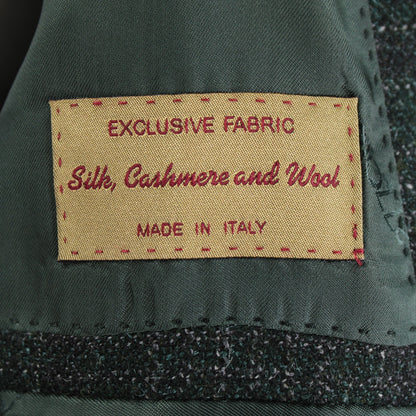 EXCLUSIVE FABRIC
Silk, Cashmere and Wool
MADE IN ITALY